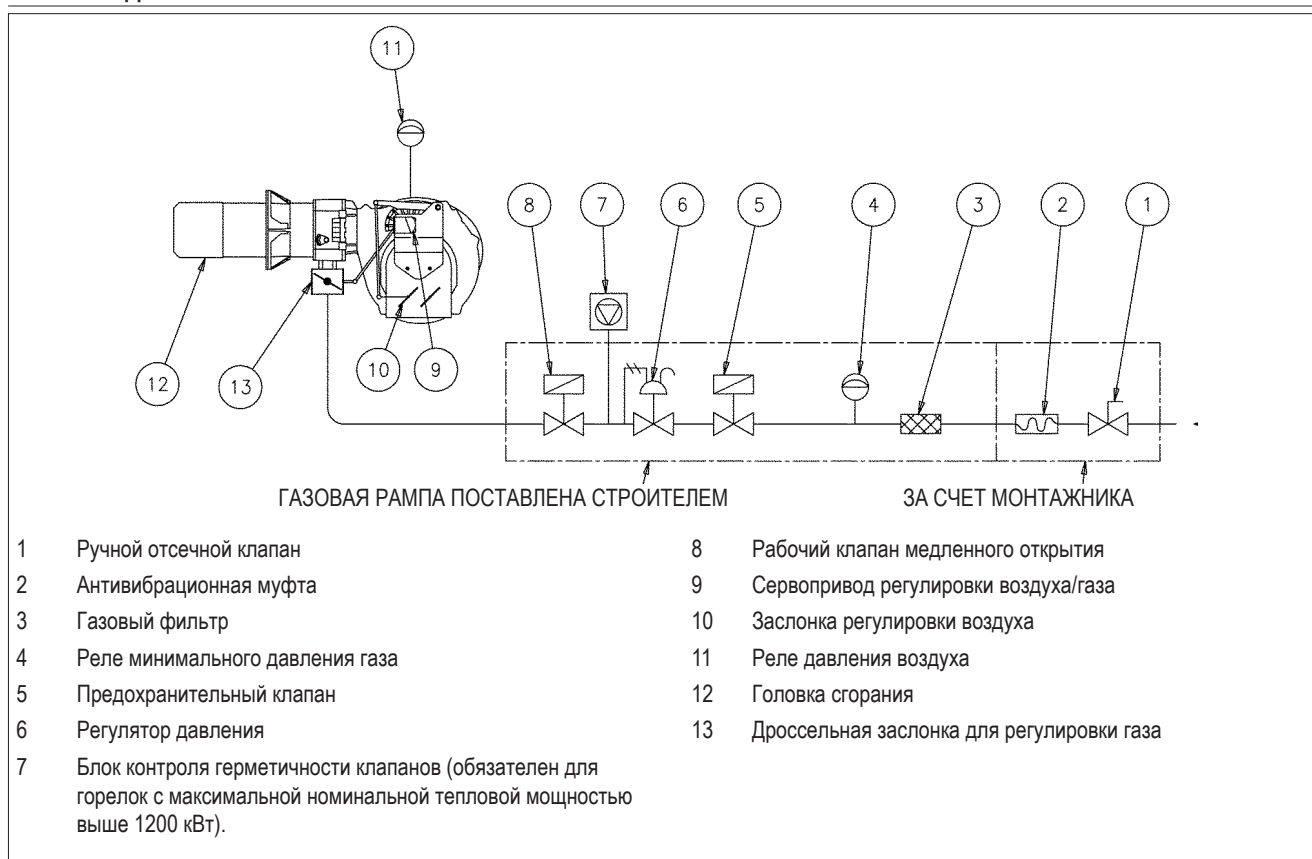 11
8
7
6
5
4
3
2
1
12
13
10
9
ГАЗОВАЯ РАМПА ПОСТАВЛЕНА СТРОИТЕЛЕМ
ЗА СЧЕТ МОНТАЖНИКА
1 Ручной отсечной клапан
2 Антивибрационная муфта
3 Газовый фильтр
4 Реле минимального давления газа
5 Предохранительный клапан
6 Регулятор давления
7 Блок контроля герметичности клапанов (обязателен для
горелок с максимальной номинальной тепловой мощностью
выше 1200 кВт).
8 Рабочий клапан медленного открытия
9 Сервопривод регулировки воздуха/газа
10 Заслонка регулировки воздуха
11 Реле давления воздуха
12 Головка сгорания
13 Дроссельная заслонка для регулировки газа